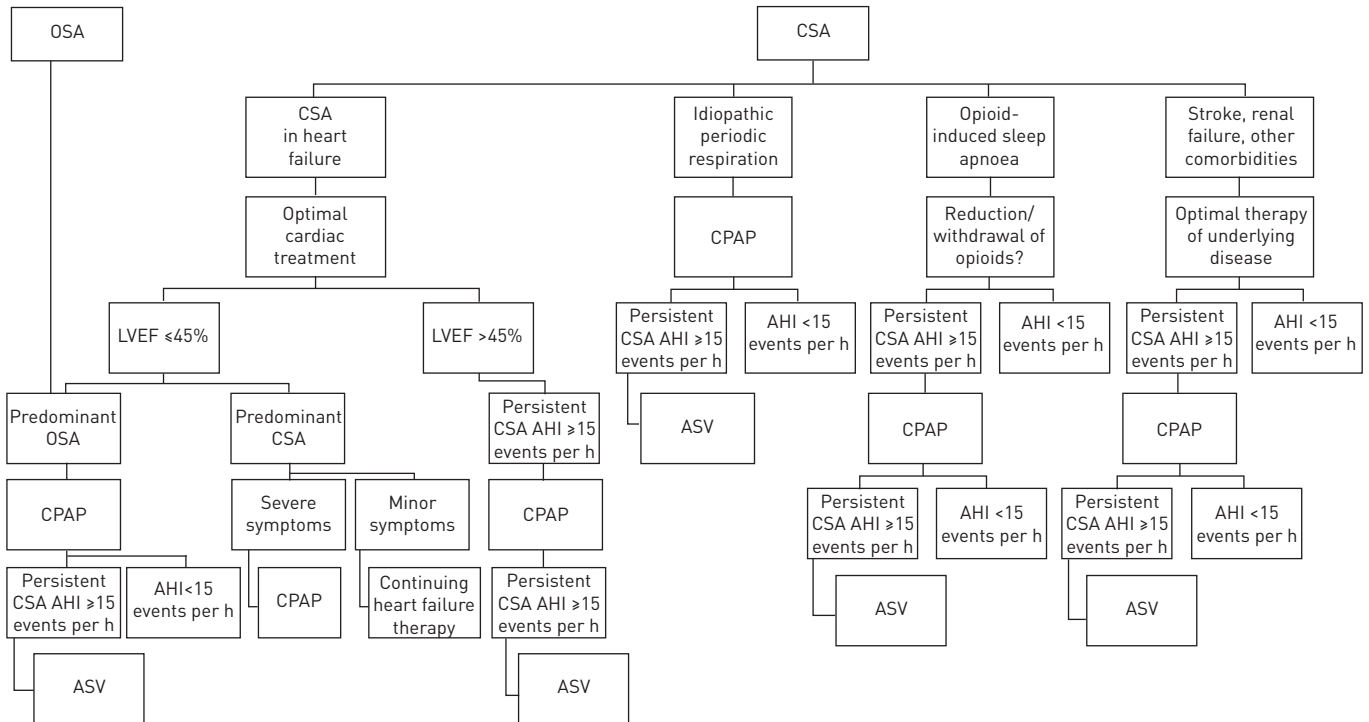 OSA
CSA
CSA
in heart
failure
Idiopathic
periodic
respiration
Opioid-
induced sleep
apnoea
Stroke, renal
failure, other
comorbidities
Optimal
cardiac
treatment
CPAP
Reduction/
withdrawal of
opioids?
Optimal therapy
of underlying
disease
LVEF ⩽45%
LVEF >45%
Persistent
CSA AHI ⩾15
events per h
AHI <15
events per h
Persistent
CSA AHI ⩾15
events per h
AHI <15
events per h
Persistent
CSA AHI ⩾15
events per h
AHI <15
events per h
Predominant
OSA
Predominant
CSA
Persistent
CSA AHI ⩾15
events per h
ASV
CPAP
CPAP
CPAP
Severe
symptoms
Minor
symptoms
CPAP
Persistent
CSA AHI ⩾15
events per h
AHI <15
events per h
Persistent
CSA AHI ⩾15
events per h
AHI <15
events per h
Persistent
CSA AHI ⩾15
events per h
AHI<15
events per h
CPAP
Continuing
heart failure
therapy
Persistent
CSA AHI ⩾15
events per h
ASV
ASV
ASV
ASV